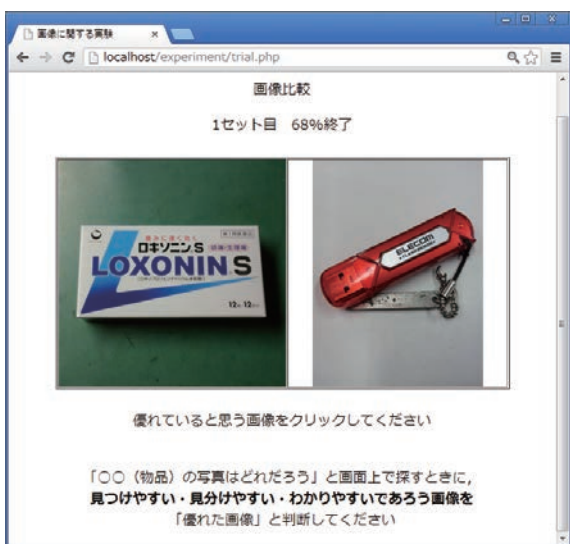 画像に関する実験
localhost/experiment/trial.php
画像比較
1セット目 68%終了
ロキソニンS
LOXONIN S
ELECOM
優れていると思う画像をクリックしてください
「○○（物品）の写真はどれだろう」と画面上で探すときに，
見つけやすい・見分けやすい・わかりやすいであろう画像を
「優れた画像」と判断してください